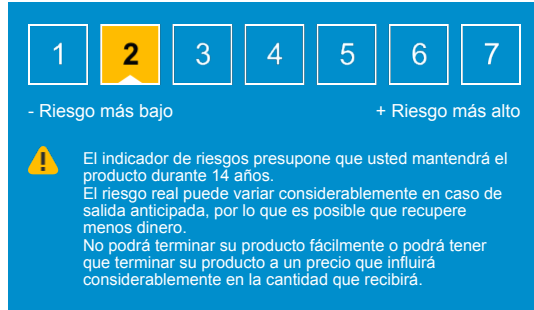 1 2 3 4 5 6 7
- Riesgo más bajo + Riesgo más alto
El indicador de riesgos presupone que usted mantendrá el
producto durante 14 años.
El riesgo real puede variar considerablemente en caso de
salida anticipada, por lo que es posible que recupere
menos dinero.
No podrá terminar su producto fácilmente o podrá tener
que terminar su producto a un precio que influirá
considerablemente en la cantidad que recibirá.